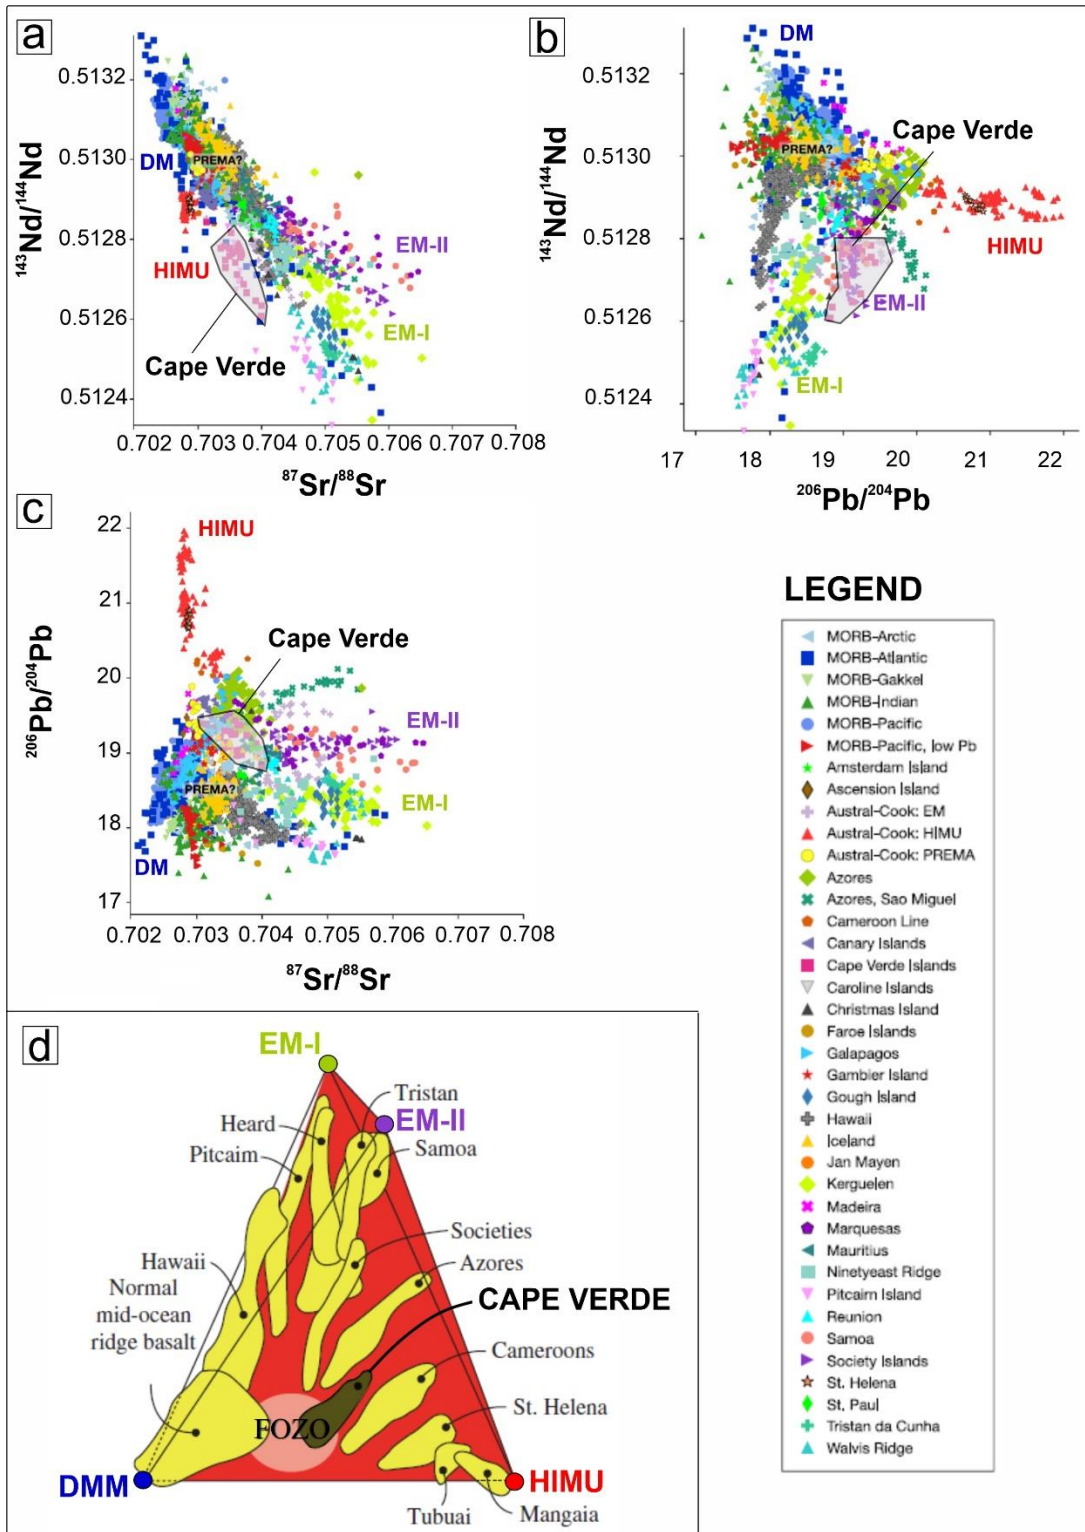 a
0.5132
0.5130
0.5128
0.5126
0.5124
143Nd/144Nd
DM
PREMA?
HIMU
EM-II
EM-I
Cape Verde
0.702 0.703 0.704 0.705 0.706 0.707 0.708
87Sr/88Sr
b
DM
0.5132
0.5130
0.5128
0.5126
0.5124
143Nd/144Nd
Cape Verde
PREMA?
HIMU
EM-II
EM-I
17 18 19 20 21 22
206Pb/204Pb
c
22
21
20
19
18
17
206Pb/204Pb
HIMU
Cape Verde
EM-II
PREMA?
EM-I
DM
0.702 0.703 0.704 0.705 0.706 0.707 0.708
87Sr/88Sr
LEGEND
MORB-Arctic
MORB-Atlantic
MORB-Gakkel
MORB-Indian
MORB-Pacific
MORB-Pacific, low Pb
Amsterdam Island
Ascension Island
Austral-Cook: EM
Austral-Cook: HIMU
Austral-Cook: PREMA
Azores
Azores, Sao Miguel
Cameroon Line
Canary Islands
Cape Verde Islands
Caroline Islands
Christmas Island
Faroe Islands
Galapagos
Gambier Island
Gough Island
Hawaii
Iceland
Jan Mayen
Kerguelen
Madeira
Marquesas
Mauritius
Ninetyeast Ridge
Pitcairn Island
Reunion
Samoa
Society Islands
St. Helena
St. Paul
Tristan da Cunha
Walvis Ridge
d
EM-I
Tristan
EM-II
Heard
Samoa
Pitcaim
Societies
Hawaii
Azores
Normal
mid-ocean
ridge basalt
CAPE VERDE
Cameroons
St. Helena
FOZO
DMM
HIMU
Tubuai
Mangaia